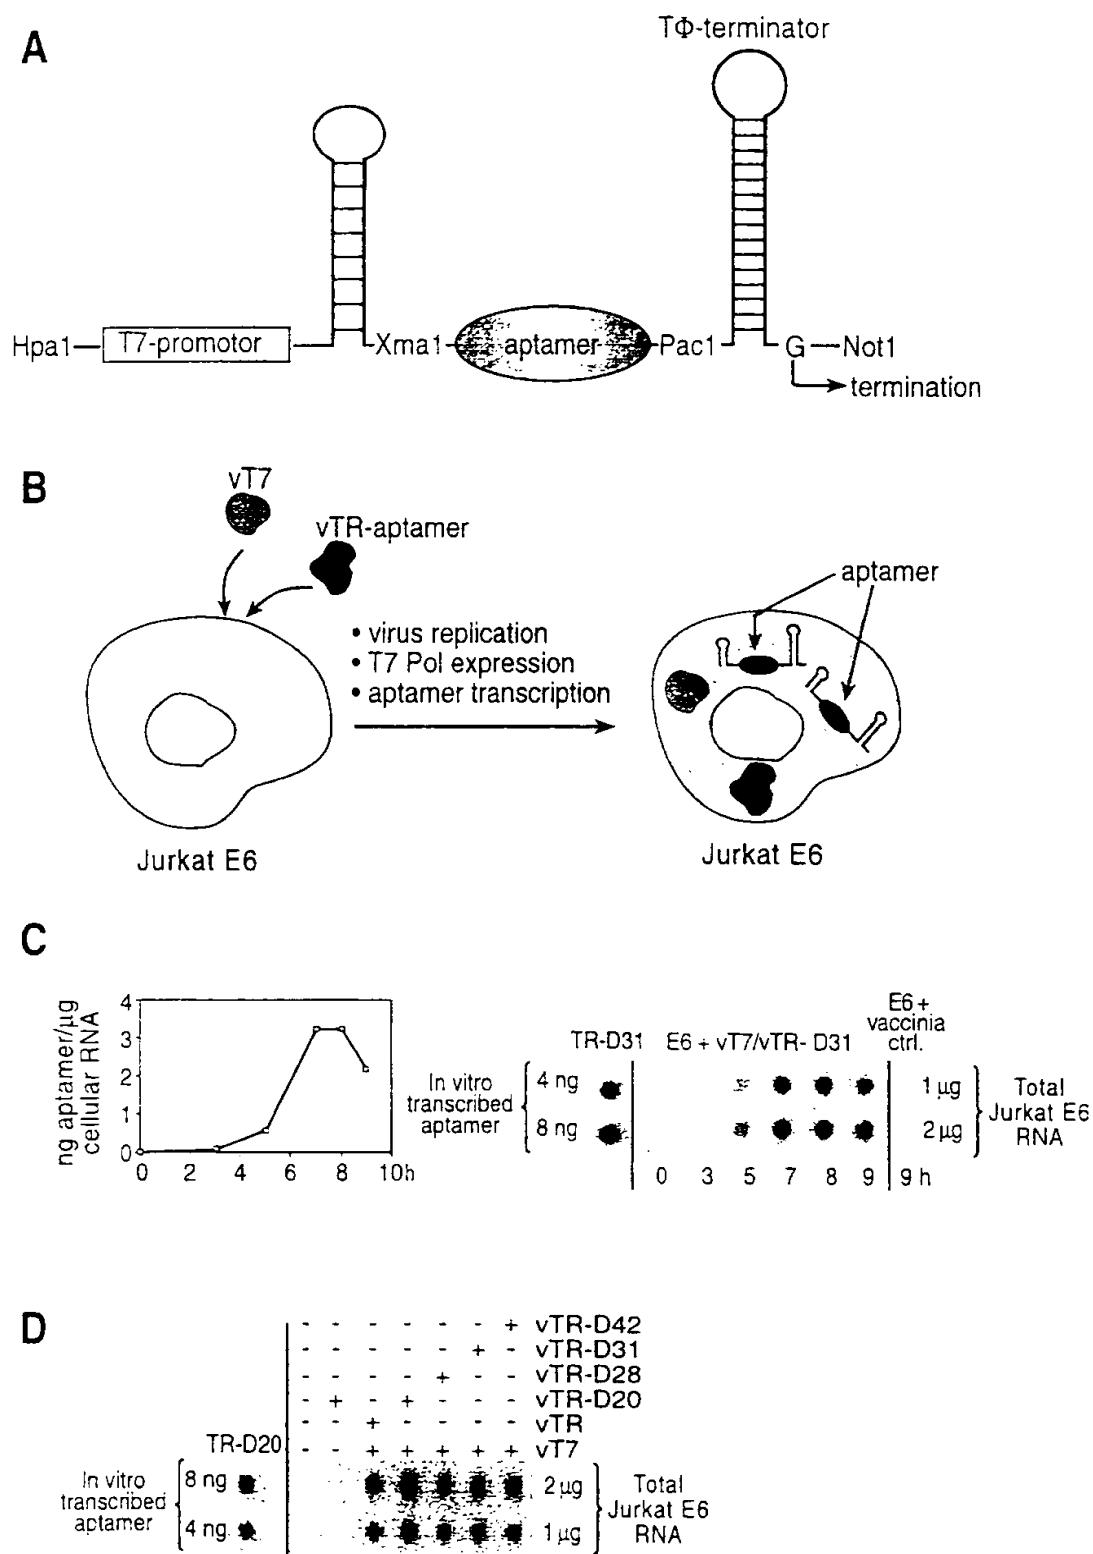 A
TΦ-terminator
Hpa1
T7-promotor
Xma1
aptamer
Pac1
G
Not1
termination
B
vT7
vTR-aptamer
aptamer
• virus replication
• T7 Pol expression
• aptamer transcription
Jurkat E6
Jurkat E6
C
ng aptamer/µg
cellular RNA
4
3
2
1
0
0 2 4 6 8 10h
In vitro
transcribed
aptamer
TR-D31
4 ng
8 ng
E6 + vT7/vTR- D31
0 3 5 7 8 9
E6 +
vaccinia
ctrl.
9 h
1 µg
2 µg
Total
Jurkat E6
RNA
D
- - - - - - + vTR-D42
- - - - - + - vTR-D31
- - - - + - - vTR-D28
- + - + - - - vTR-D20
- - + - - - - vTR
- - + + + + + vT7
TR-D20
In vitro
transcribed
aptamer
8 ng
4 ng
2 µg
1 µg
Total
Jurkat E6
RNA